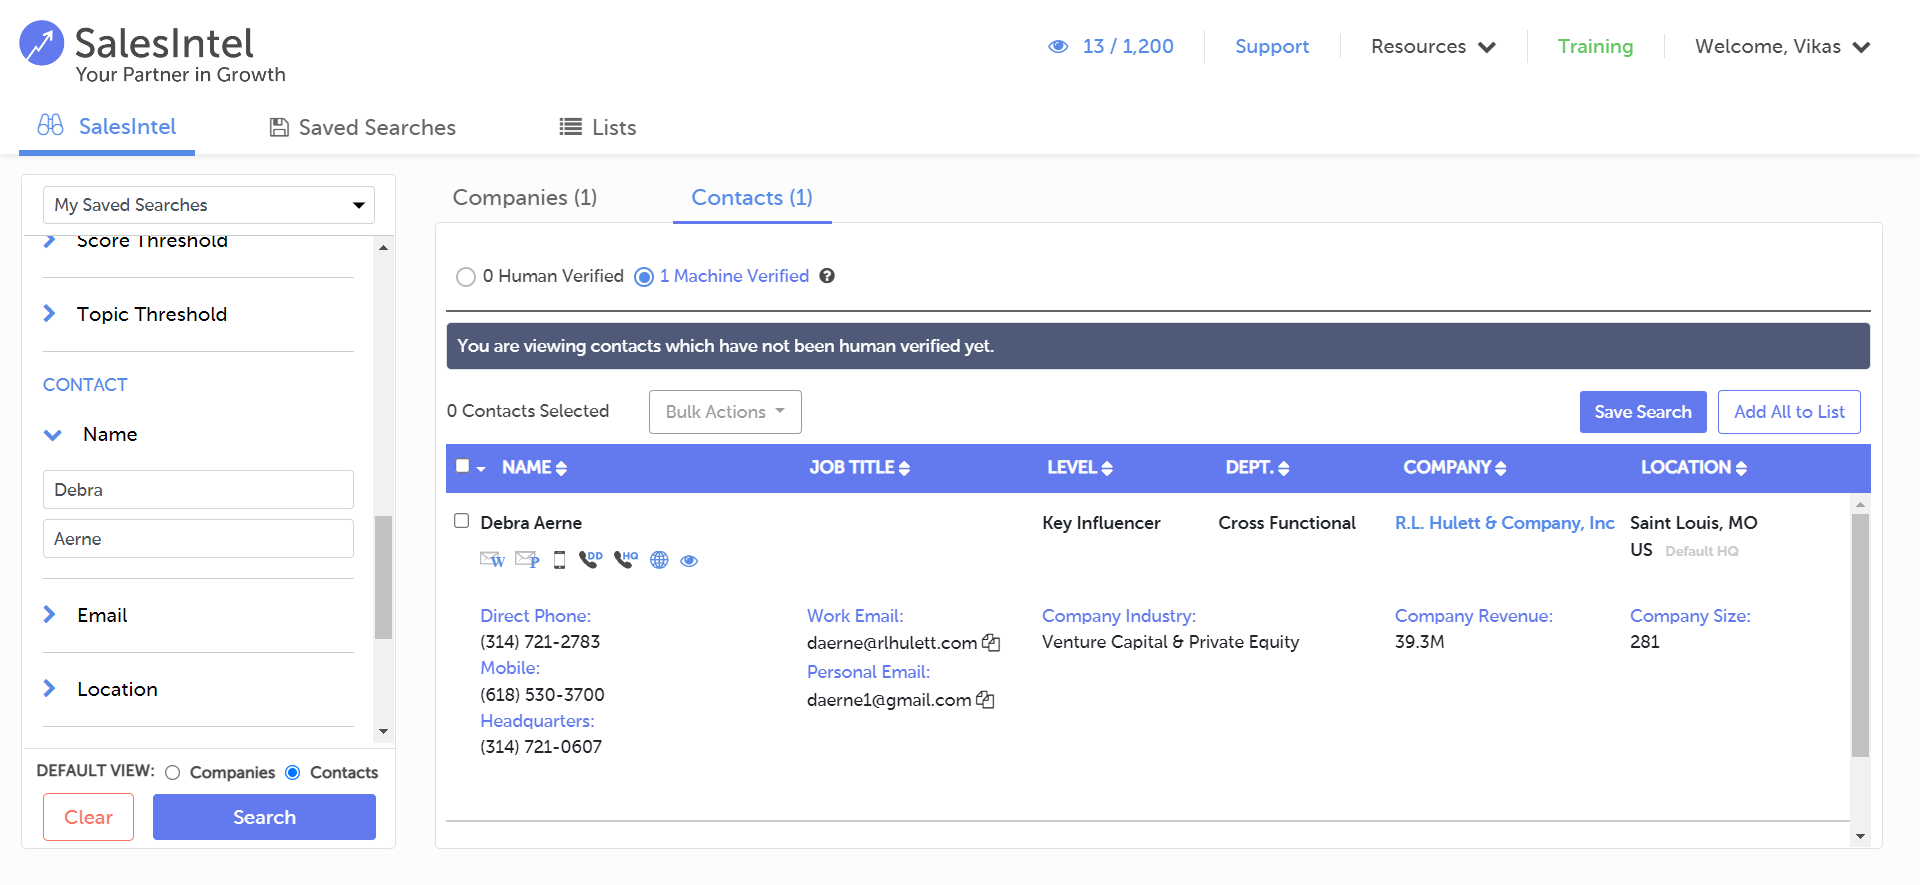 SalesIntel
Your Partner in Growth
13 / 1,200
Support
Resources
Training
Welcome, Vikas
SalesIntel
Saved Searches
Lists
My Saved Searches
Score Threshold
Topic Threshold
CONTACT
Name
Debra
Aerne
Email
Location
DEFAULT VIEW: Companies Contacts
Clear
Search
Companies (1)
Contacts (1)
0 Human Verified 1 Machine Verified ?
You are viewing contacts which have not been human verified yet.
0 Contacts Selected
Bulk Actions
Save Search
Add All to List
NAME JOB TITLE LEVEL DEPT. COMPANY LOCATION
Debra Aerne
Key Influencer
Cross Functional
R.L. Hulett & Company, Inc
Saint Louis, MO
US Default HQ
W P DD HQ
Direct Phone:
(314) 721-2783
Mobile:
(618) 530-3700
Headquarters:
(314) 721-0607
Work Email:
daerne@rlhulett.com
Personal Email:
daerne1@gmail.com
Company Industry:
Venture Capital & Private Equity
Company Revenue:
39.3M
Company Size:
281